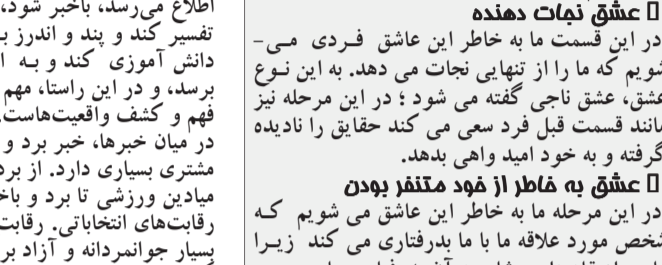 ▯ عشق نجات دهنده
در این قسمت ما به خاطر این عاشق فردی می-
شویم که ما را از تنهایی نجات می دهد. به این نوع
عشق، عشق ناجی گفته می شود ؛ در این مرحله نیز
مانند قسمت قبل فرد سعی می کند حقایق را نادیده
گرفته و به خود امید واهی بدهد.
▯ عشق به خاطر از خود متنفر بودن
در این مرحله ما به خاطر این عاشق می شویم که
شخص مورد علاقه ما با ما بدرفتاری می کند زیرا
اطلاع می‌رسد، باخبر شود،
تفسیر کند و پند و اندرز ب
دانش آموزی کند و به ا
برسد، و در این راستا، مهم
فهم و کشف واقعیت‌هاست
در میان خبرها، خبر برد و
مشتری بسیاری دارد. از برد
میادین ورزشی تا برد و باخ
رقابت‌های انتخاباتی. رقابت
بسیار جوانمردانه و آزاد بر